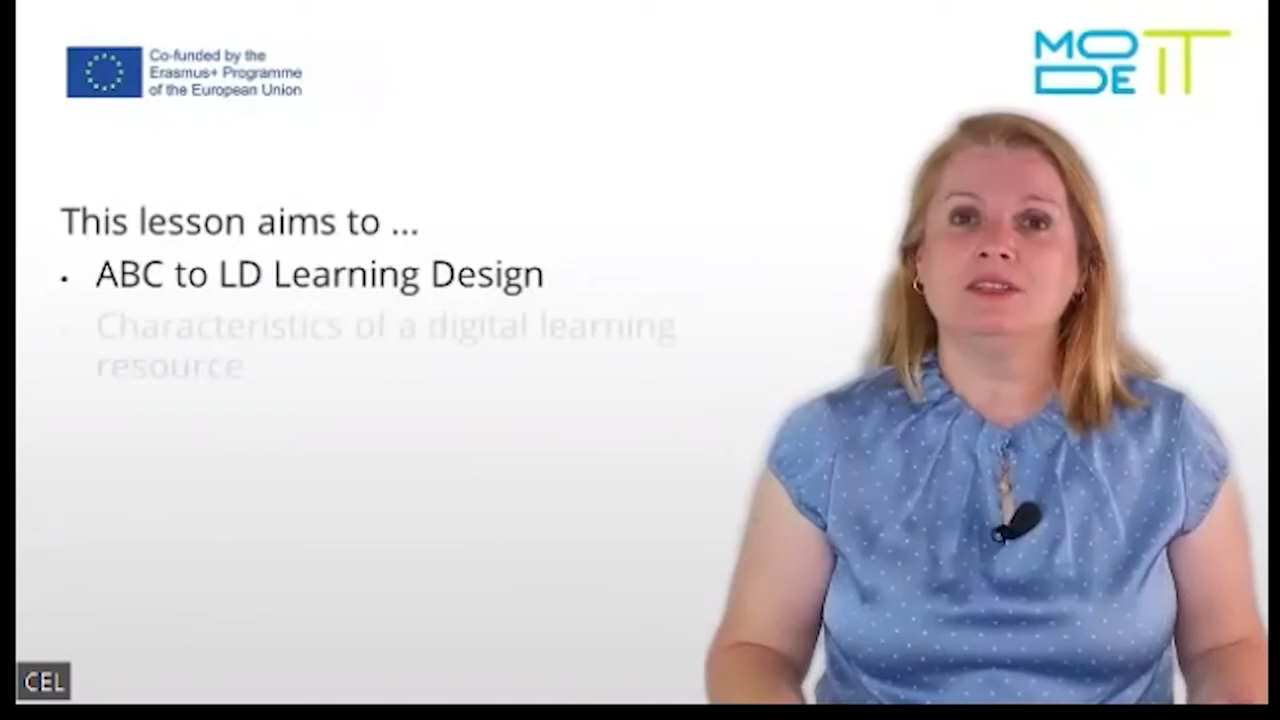 Co-funded by the
Erasmus+ Programme
of the European Union
MO
DE IT
This lesson aims to ...
• ABC to LD Learning Design
• Characteristics of a digital learning
resource
CEL